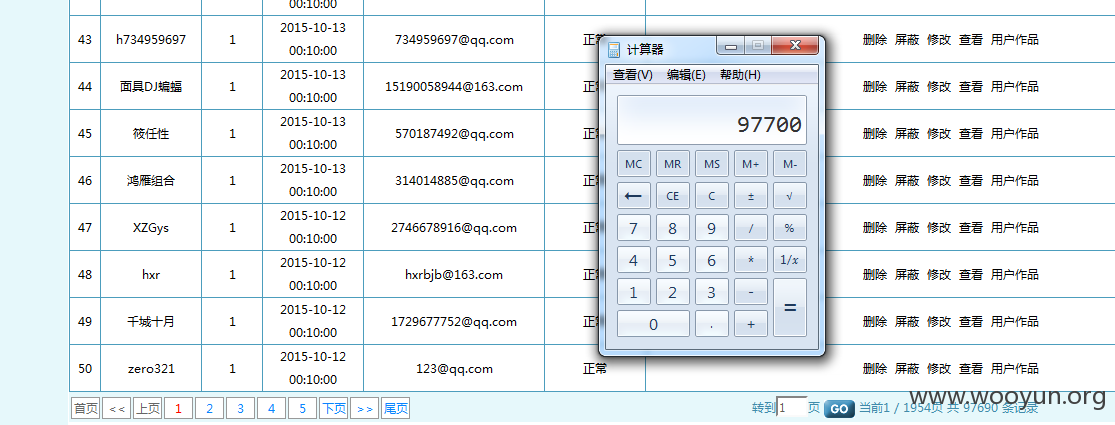 00:10:00
43 h734959697 1 2015-10-13 00:10:00 734959697@qq.com 正常 删除 屏蔽 修改 查看 用户作品
44 面具DJ蝙蝠 1 2015-10-13 00:10:00 15190058944@163.com 正常 删除 屏蔽 修改 查看 用户作品
45 筱任性 1 2015-10-13 00:10:00 570187492@qq.com 正常 删除 屏蔽 修改 查看 用户作品
46 鸿雁组合 1 2015-10-13 00:10:00 314014885@qq.com 正常 删除 屏蔽 修改 查看 用户作品
47 XZGys 1 2015-10-12 00:10:00 2746678916@qq.com 删除 屏蔽 修改 查看 用户作品
48 hxr 1 2015-10-12 00:10:00 hxrbjb@163.com 正常 删除 屏蔽 修改 查看 用户作品
49 千城十月 1 2015-10-12 00:10:00 1729677752@qq.com 正常 删除 屏蔽 修改 查看 用户作品
50 zero321 1 2015-10-12 00:10:00 123@qq.com 正常 删除 屏蔽 修改 查看 用户作品
计算器
查看(V) 编辑(E) 帮助(H)
97700
MC MR MS M+ M-
← CE C ± √
7 8 9 / %
4 5 6 * 1/x
1 2 3 - =
0 . +
首页 << 上页 1 2 3 4 5 下页 >> 尾页 转到 1 页 GO 当前1 / 1954页 共 97690 条记录
www.wooyun.org